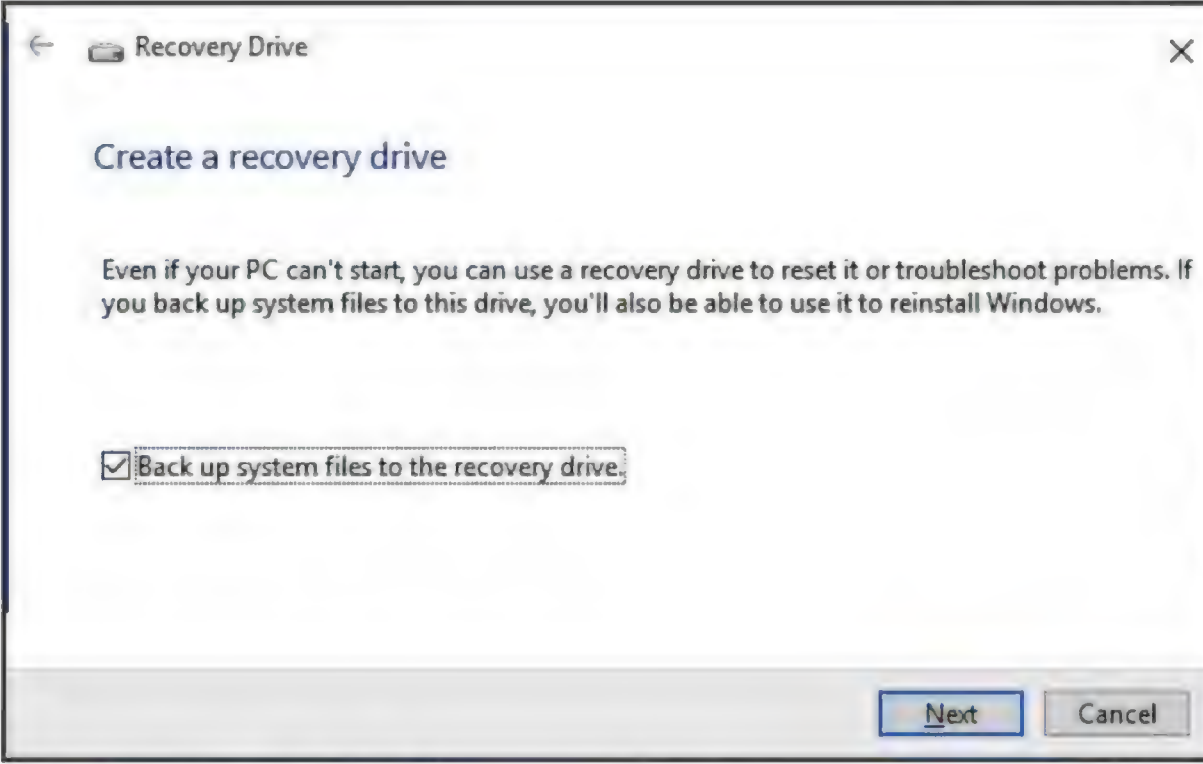 Recovery Drive
Create a recovery drive
Even if your PC can't start, you can use a recovery drive to reset it or troubleshoot problems. If
you back up system files to this drive, you'll also be able to use it to reinstall Windows.
Back up system files to the recovery drive.
Next
Cancel